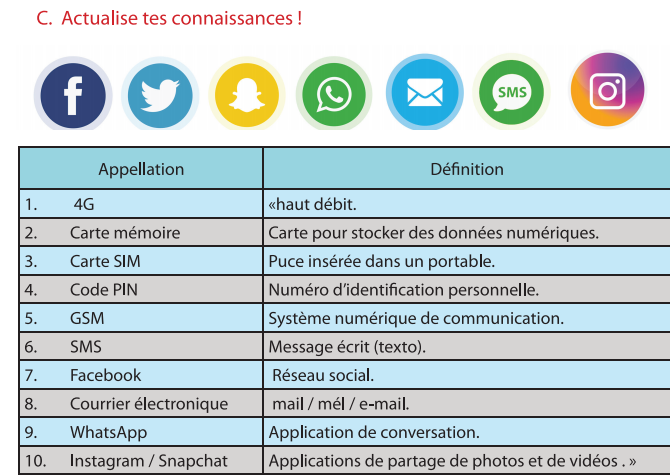 C. Actualise tes connaissances !
f
SMS
Appellation Définition
1. 4G «haut débit.
2. Carte mémoire Carte pour stocker des données numériques.
3. Carte SIM Puce insérée dans un portable.
4. Code PIN Numéro d'identification personnelle.
5. GSM Système numérique de communication.
6. SMS Message écrit (texto).
7. Facebook Réseau social.
8. Courrier électronique mail / mél / e-mail.
9. WhatsApp Application de conversation.
10. Instagram / Snapchat Applications de partage de photos et de vidéos . »